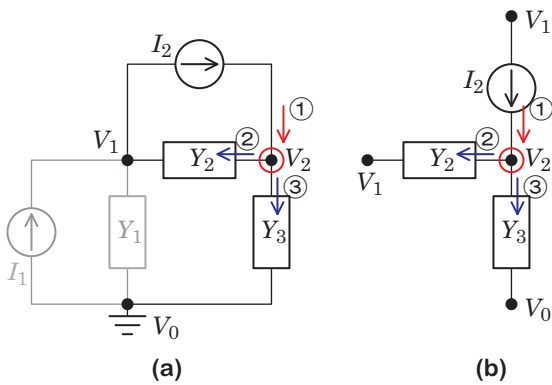 I2
①
V1
②
Y2
V2
③
Y1
Y3
I1
V0
(a)
V1
I2
①
②
Y2
V2
V1
③
Y3
V0
(b)